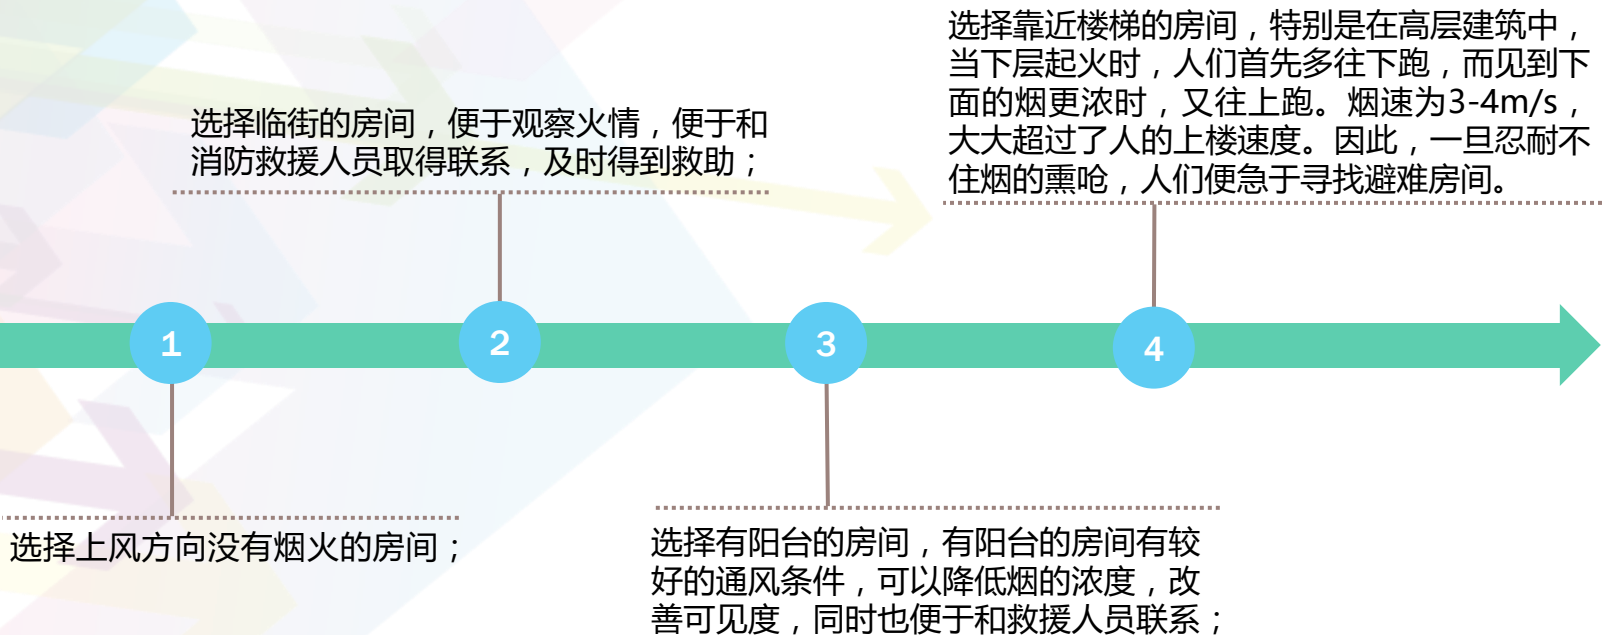 1
选择上风方向没有烟火的房间；
2
选择临街的房间，便于观察火情，便于和
消防救援人员取得联系，及时得到救助；
3
选择有阳台的房间，有阳台的房间有较
好的通风条件，可以降低烟的浓度，改
善可见度，同时也便于和救援人员联系；
4
选择靠近楼梯的房间，特别是在高层建筑中，
当下层起火时，人们首先多往下跑，而见到下
面的烟更浓时，又往上跑。烟速为3-4m/s，
大大超过了人的上楼速度。因此，一旦忍耐不
住烟的熏呛，人们便急于寻找避难房间。